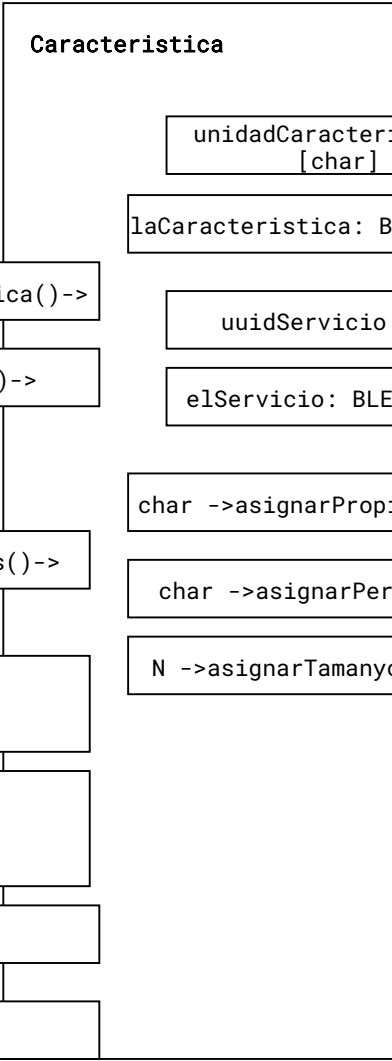 Caracteristica
unidadCaracteri
[char]
laCaracteristica: B
ica()->
uuidServicio
)->
elServicio: BLE
char ->asignarPropi
s()->
char ->asignarPer
N ->asignarTamanyo